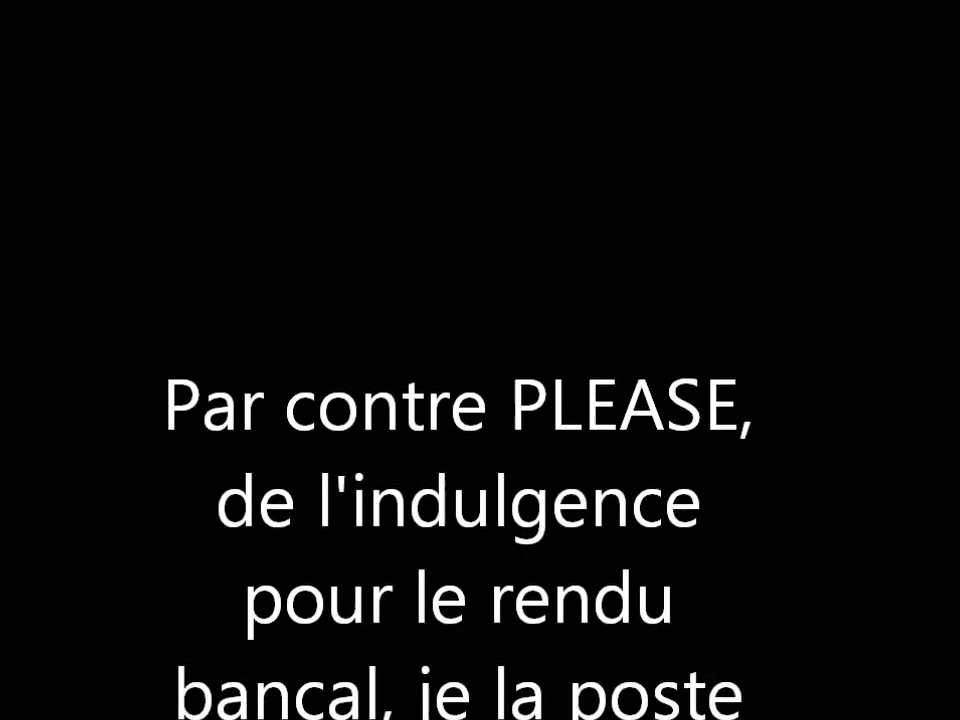 Par contre PLEASE,
de l'indulgence
pour le rendu
bancal, je la poste